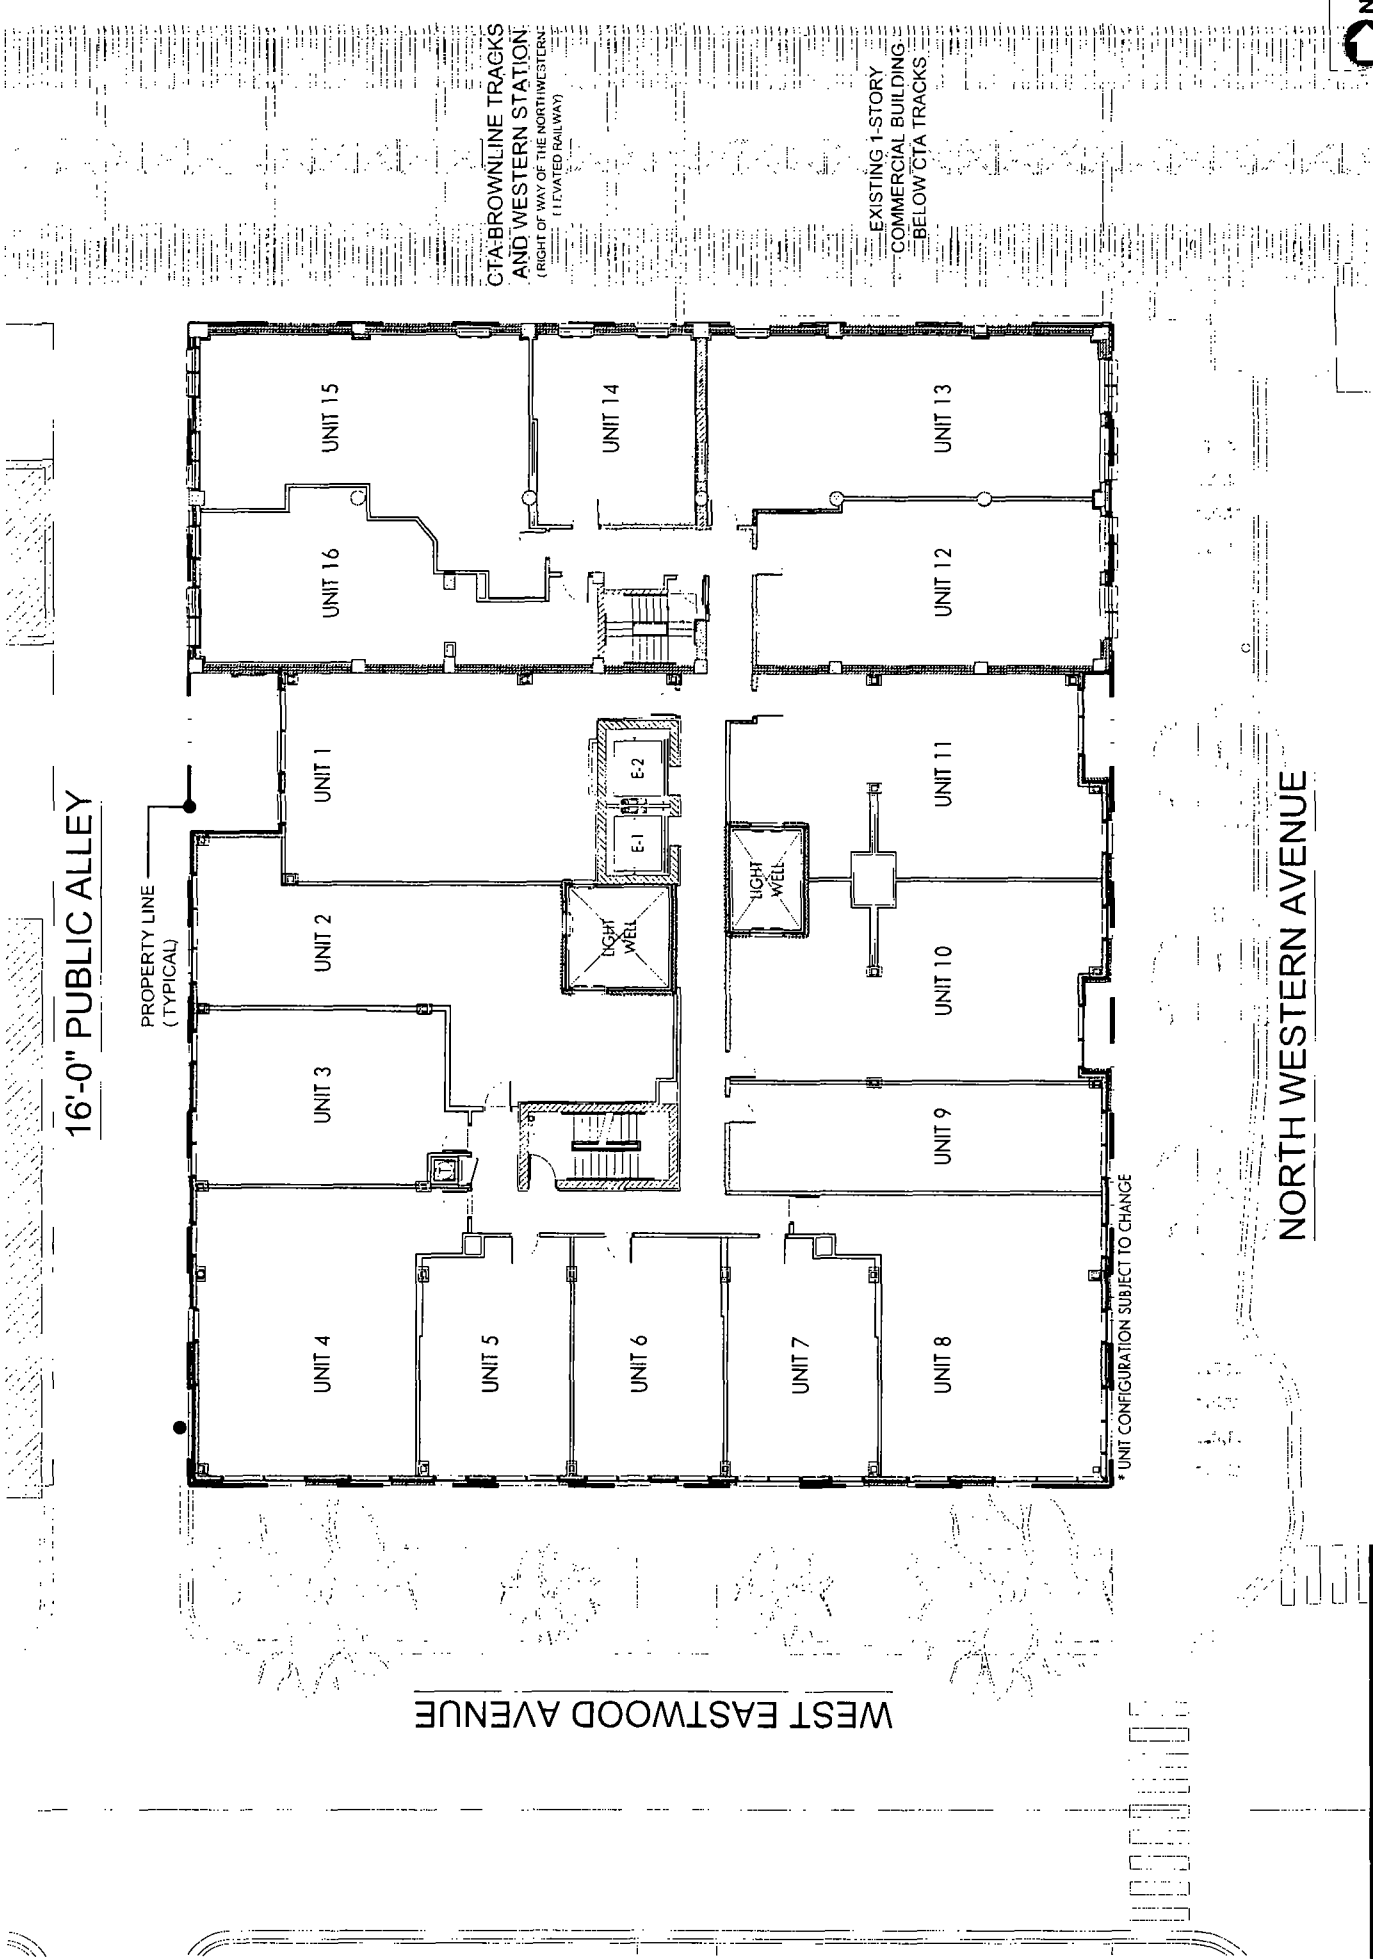 16'-0" PUBLIC ALLEY
PROPERTY LINE
(TYPICAL)
CTA BROWNLINE TRACKS
AND WESTERN STATION
(RIGHT OF WAY OF THE NORTHWESTERN
ELEVATED RAILWAY)
EXISTING 1-STORY
COMMERCIAL BUILDING
BELOW CTA TRACKS
N
UNIT 15
UNIT 14
UNIT 13
UNIT 16
UNIT 12
UNIT 1
E-2
E-1
UNIT 11
LIGHT
WELL
UNIT 2
LIGHT
WELL
UNIT 10
UNIT 3
T
UNIT 9
UNIT 4
UNIT 5
UNIT 6
UNIT 7
UNIT 8
* UNIT CONFIGURATION SUBJECT TO CHANGE
C
NORTH WESTERN AVENUE
WEST EASTWOOD AVENUE